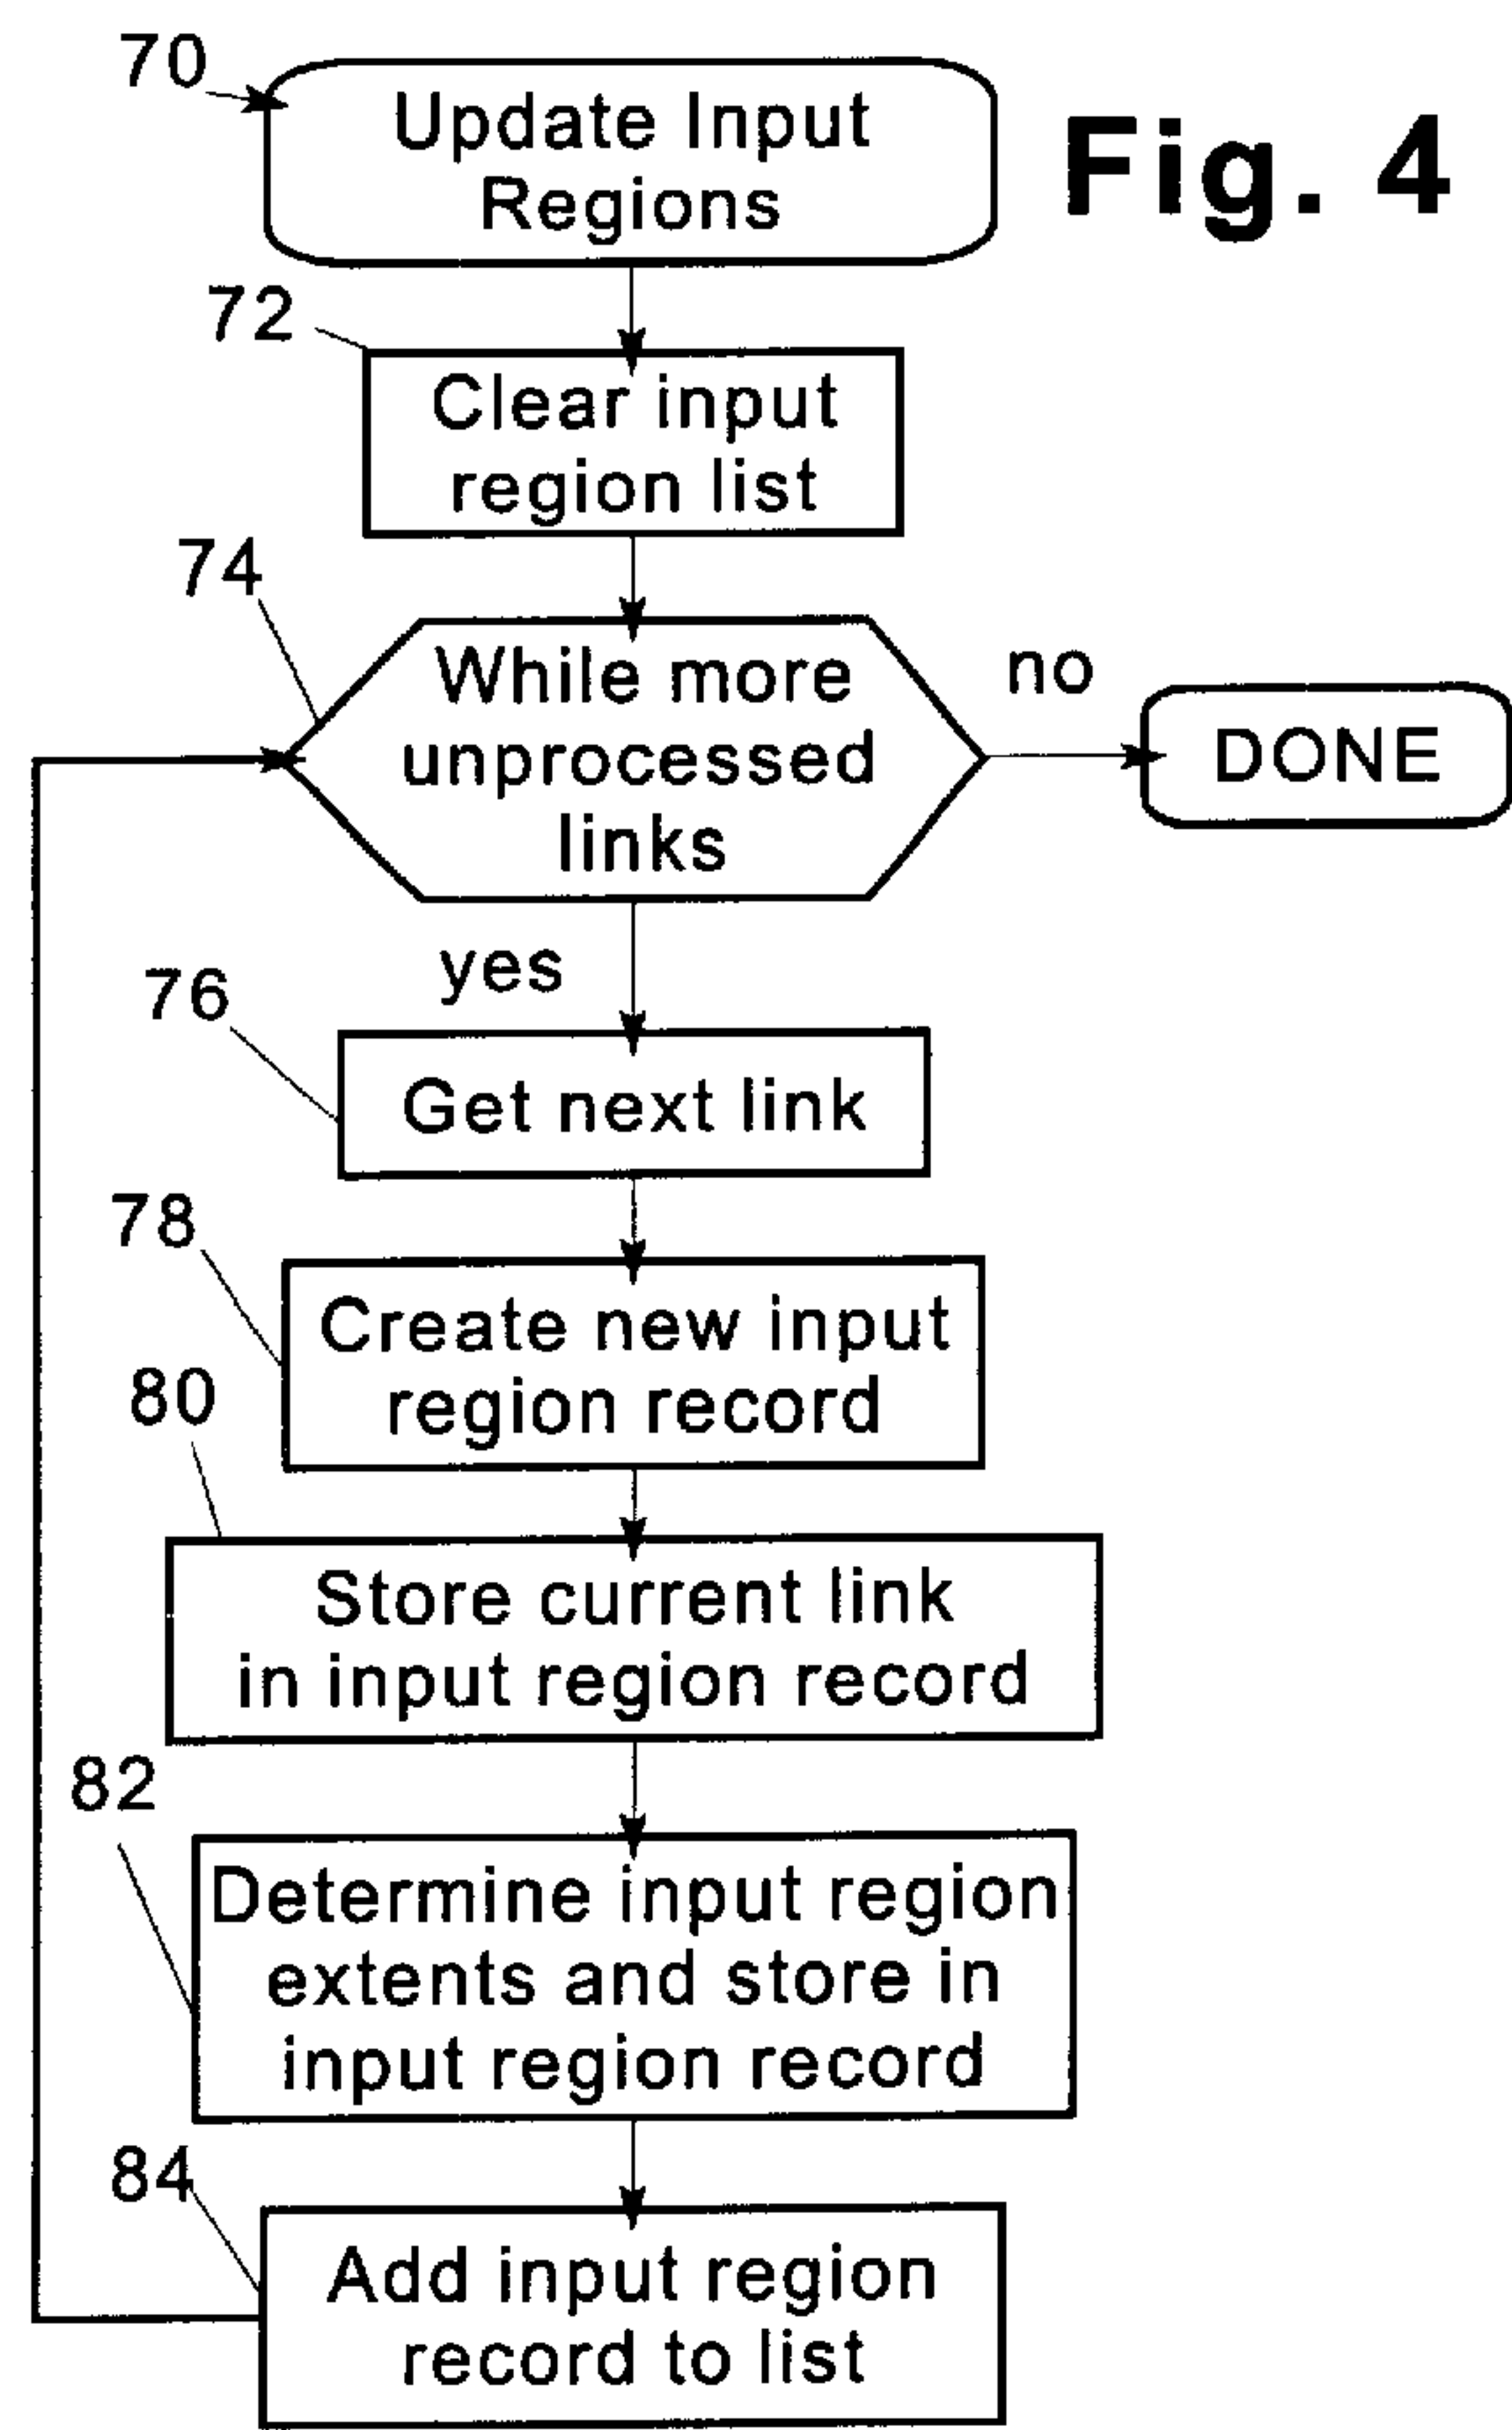 70
Update Input
Regions
Fig. 4
72
Clear input
region list
74
While more
unprocessed
links
no
DONE
yes
76
Get next link
78
Create new input
region record
80
Store current link
in input region record
82
Determine input region
extents and store in
input region record
84
Add input region
record to list